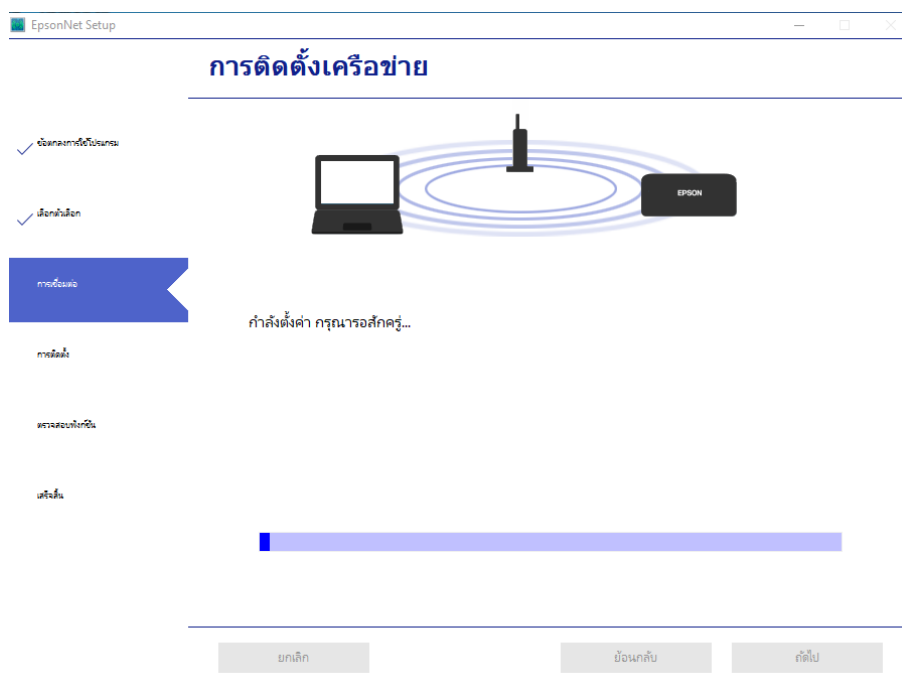 EpsonNet Setup
การติดตั้งเครือข่าย
ข้อตกลงการใช้โปรแกรม
เลือกตัวเลือก
การเชื่อมต่อ
การติดตั้ง
ตรวจสอบฟังก์ชัน
เสร็จสิ้น
EPSON
กำลังตั้งค่า กรุณารอสักครู่...
ยกเลิก
ย้อนกลับ
ถัดไป